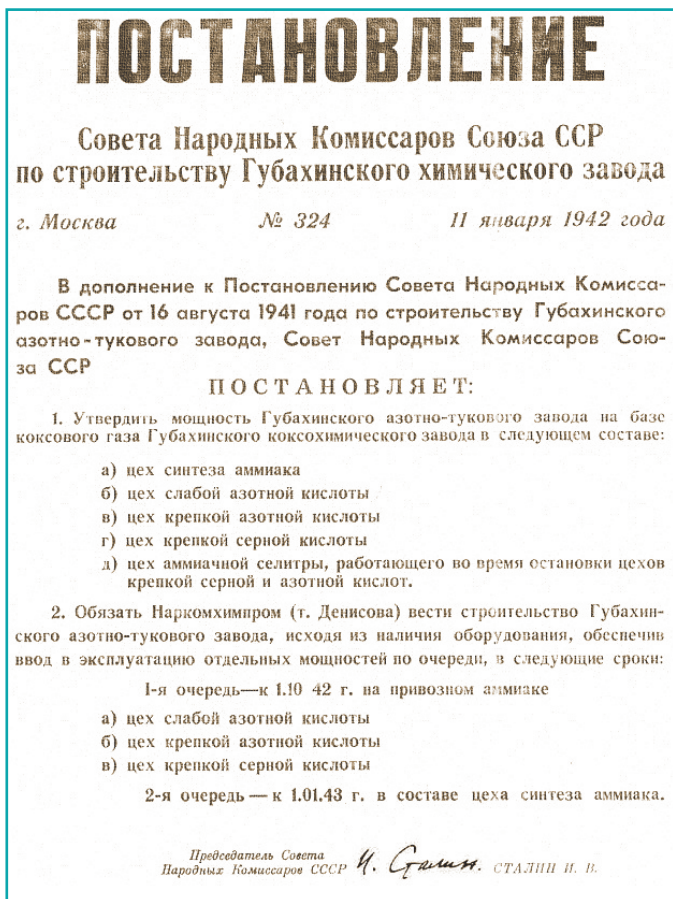 ПОСТАНОВЛЕНИЕ
Совета Народных Комиссаров Союза ССР
по строительству Губахинского химического завода
г. Москва № 324 11 января 1942 года
В дополнение к Постановлению Совета Народных Комисса-
ров СССР от 16 августа 1941 года по строительству Губахинского
азотно-тукового завода, Совет Народных Комиссаров Сою-
за ССР
ПОСТАНОВЛЯЕТ:
1. Утвердить мощность Губахинского азотно-тукового завода на базе
коксового газа Губахинского коксохимического завода в следующем составе:
а) цех синтеза аммиака
б) цех слабой азотной кислоты
в) цех крепкой азотной кислоты
г) цех крепкой серной кислоты
д) цех аммиачной селитры, работающего во время остановки цехов
крепкой серной и азотной кислот.
2. Обязать Наркомхимпром (т. Денисова) вести строительство Губахин-
ского азотно-тукового завода, исходя из наличия оборудования, обеспечив
ввод в эксплуатацию отдельных мощностей по очереди, в следующие сроки:
1-я очередь—к 1.10 42 г. на привозном аммиаке
а) цех слабой азотной кислоты
б) цех крепкой азотной кислоты
в) цех крепкой серной кислоты
2-я очередь — к 1.01.43 г. в составе цеха синтеза аммиака.
Председатель Совета
Народных Комиссаров СССР И. Сталин. СТАЛИН И. В.